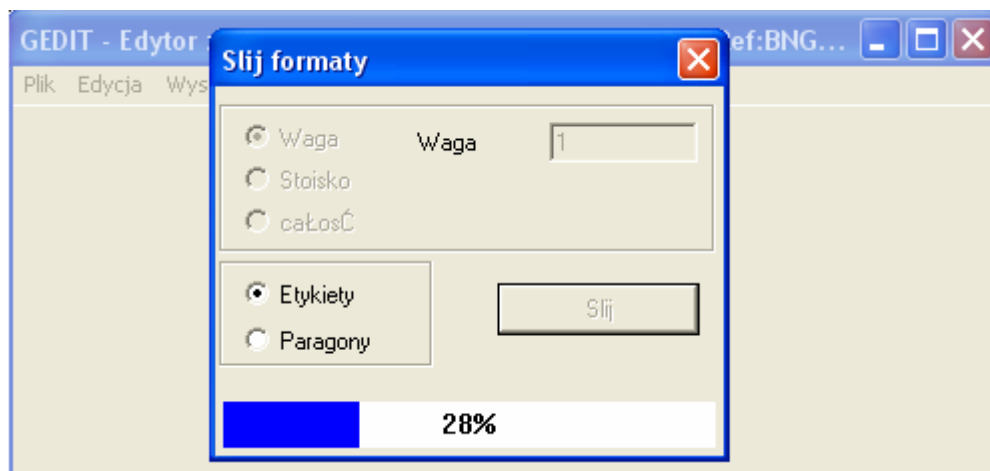 GEDIT - Edytor
ef:BNG...
Slij formaty
Plik Edycja Wys
Waga Waga 1
Stoisko
całosĆ
Etykiety
Slij
Paragony
28%